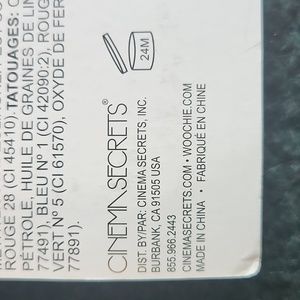 ROUGE 28 (CI 45410). TATOUAGES:
PÉTROLE, HUILE DE GRAINES DE LIN
77491), BLEU Nº 1 (CI 42090:2), ROUG
VERT Nº 5 (CI 61570), OXYDE DE FER
77891).
24M
CINEMA SECRETS®
DIST. BY/PAR: CINEMA SECRETS, INC.
BURBANK, CA 91505 USA
855.966.2443
CINEMASECRETS.COM • WOOCHIE.COM
MADE IN CHINA • FABRIQUÉ EN CHINE